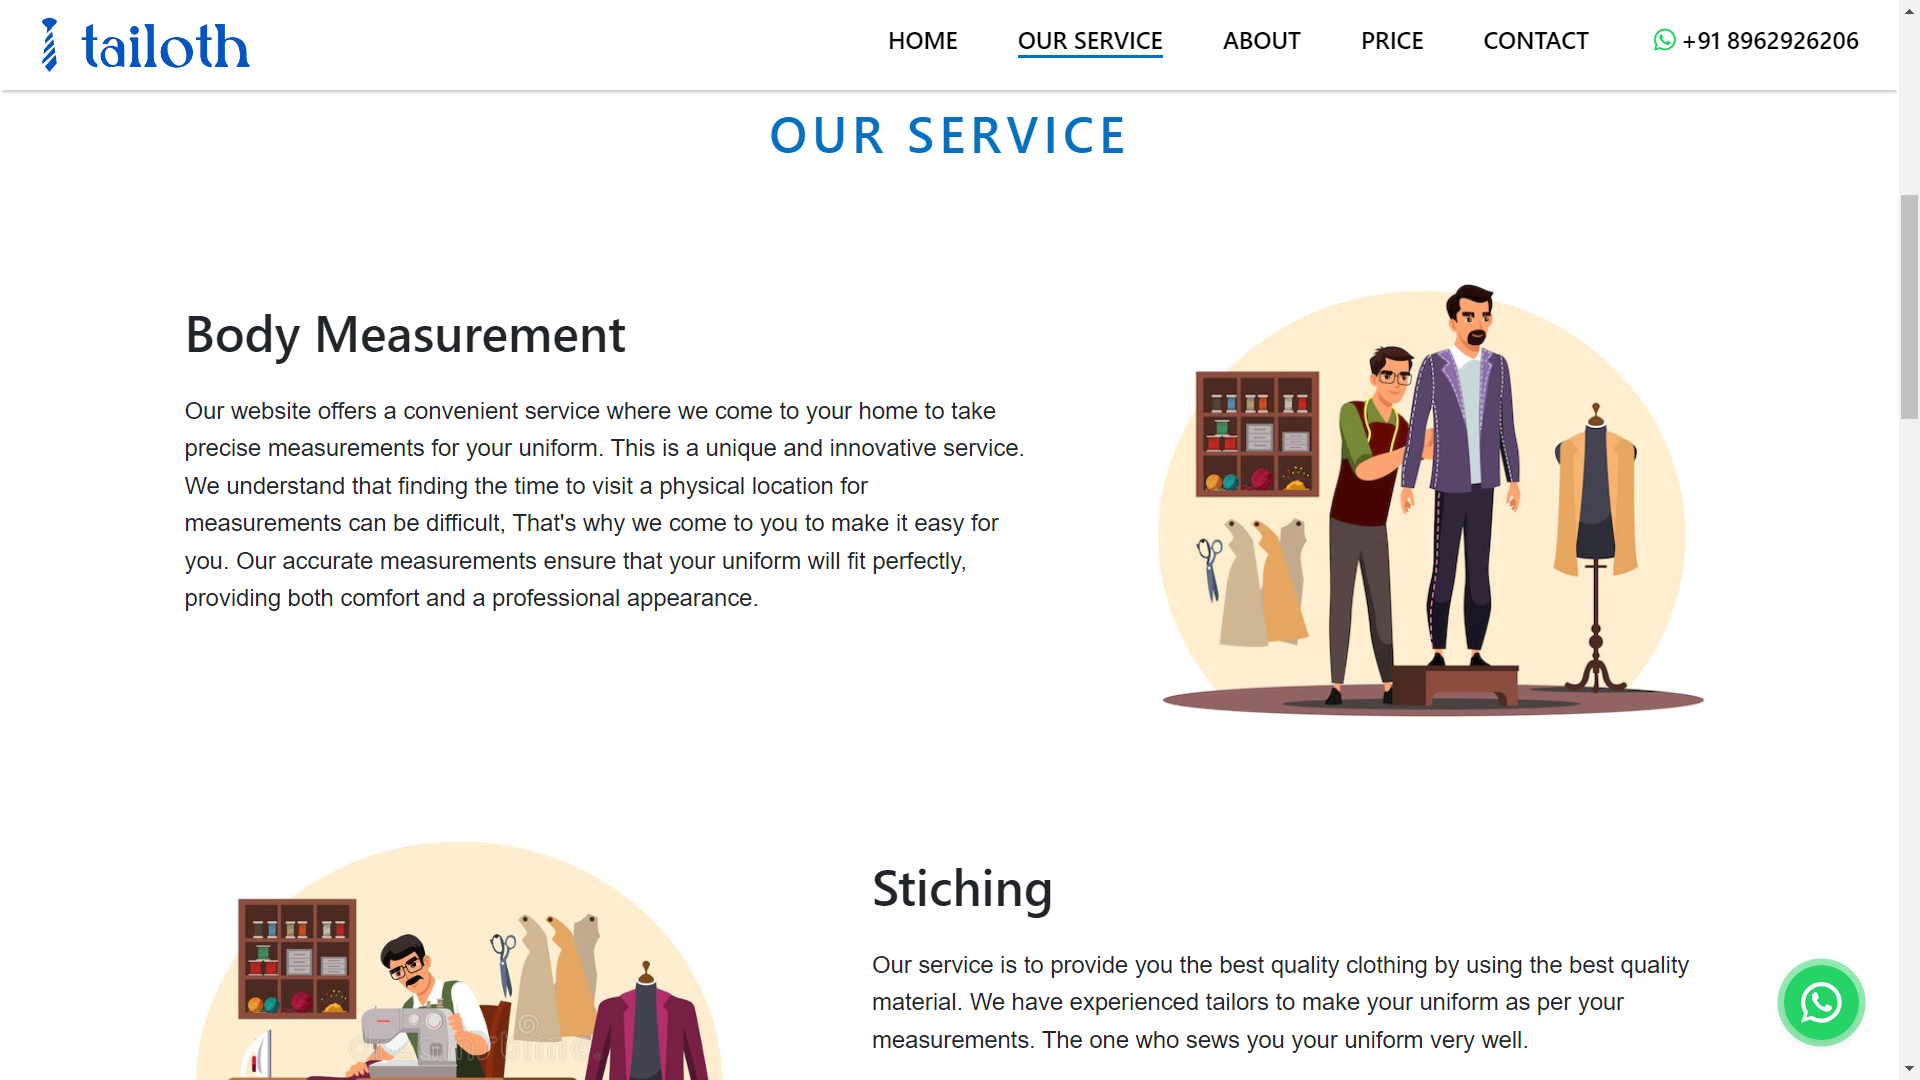 tailoth
HOME
OUR SERVICE
ABOUT
PRICE
CONTACT
+91 8962926206
OUR SERVICE
Body Measurement
Our website offers a convenient service where we come to your home to take
precise measurements for your uniform. This is a unique and innovative service.
We understand that finding the time to visit a physical location for
measurements can be difficult, That's why we come to you to make it easy for
you. Our accurate measurements ensure that your uniform will fit perfectly,
providing both comfort and a professional appearance.
Stiching
Our service is to provide you the best quality clothing by using the best quality
material. We have experienced tailors to make your uniform as per your
measurements. The one who sews you your uniform very well.